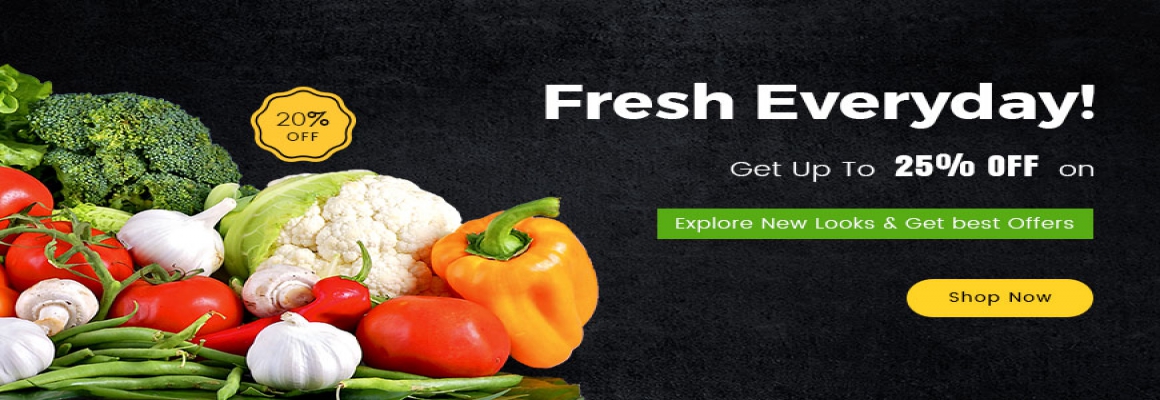 20%
OFF
Fresh Everyday!
Get Up To 25% OFF on
Explore New Looks & Get best Offers
Shop Now